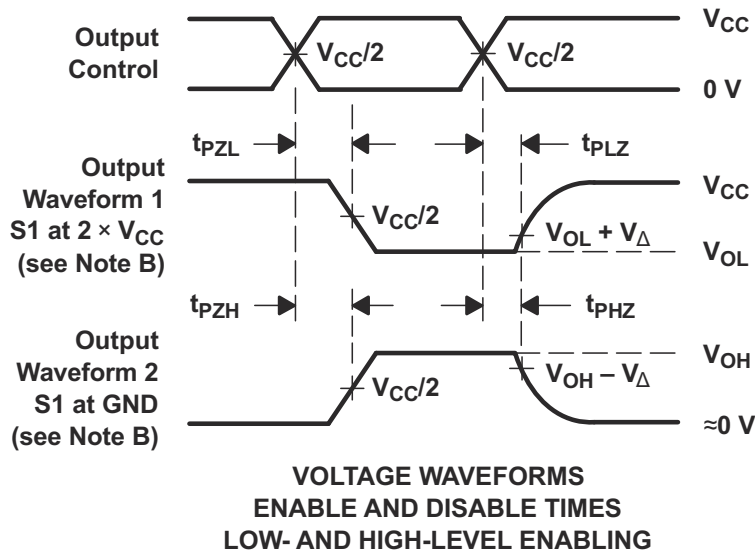 Output
Control
V_CC/2
V_CC/2
V_CC
0 V
t_PZL
t_PLZ
Output
Waveform 1
S1 at 2 × V_CC
(see Note B)
V_CC/2
V_OL + V_Δ
V_CC
V_OL
t_PZH
t_PHZ
Output
Waveform 2
S1 at GND
(see Note B)
V_CC/2
V_OH − V_Δ
V_OH
≈0 V
VOLTAGE WAVEFORMS
ENABLE AND DISABLE TIMES
LOW- AND HIGH-LEVEL ENABLING